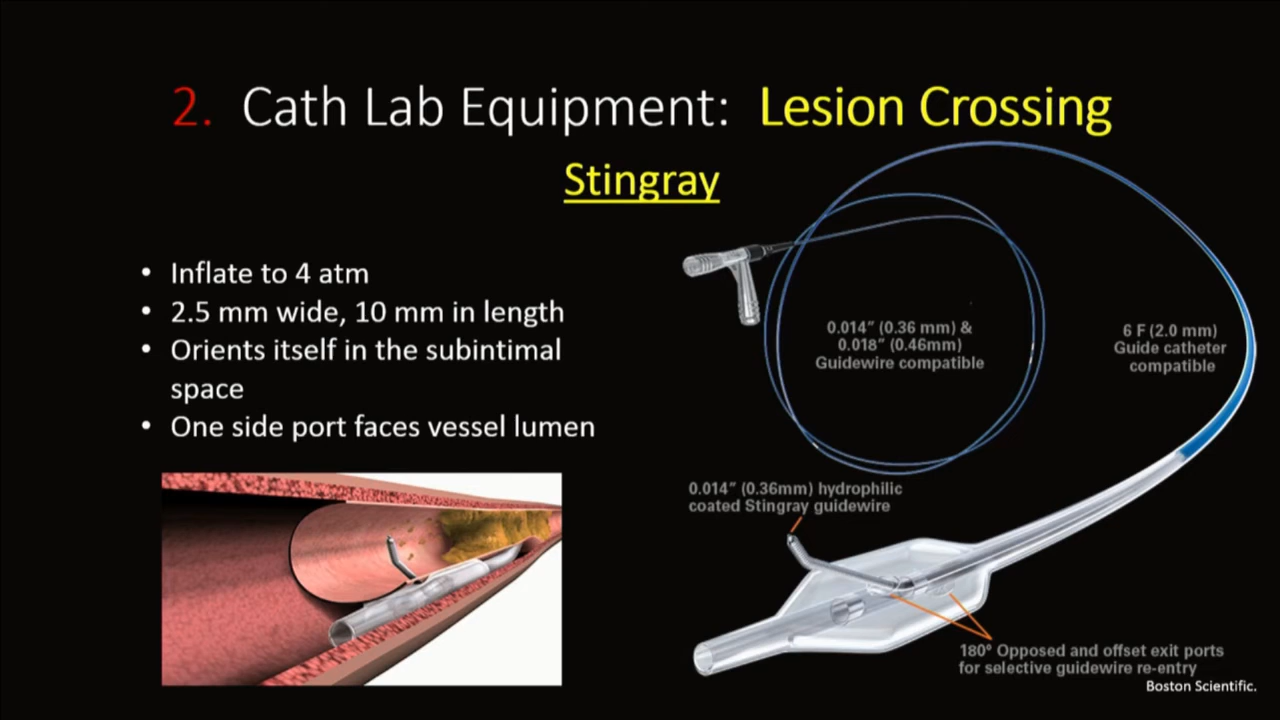 2. Cath Lab Equipment: Lesion Crossing
Stingray
• Inflate to 4 atm
• 2.5 mm wide, 10 mm in length
• Orients itself in the subintimal
space
• One side port faces vessel lumen
0.014" (0.36 mm) &
0.018" (0.46mm)
Guidewire compatible
6 F (2.0 mm)
Guide catheter
compatible
0.014" (0.36mm) hydrophilic
coated Stingray guidewire
180° Opposed and offset exit ports
for selective guidewire re-entry
Boston Scientific.